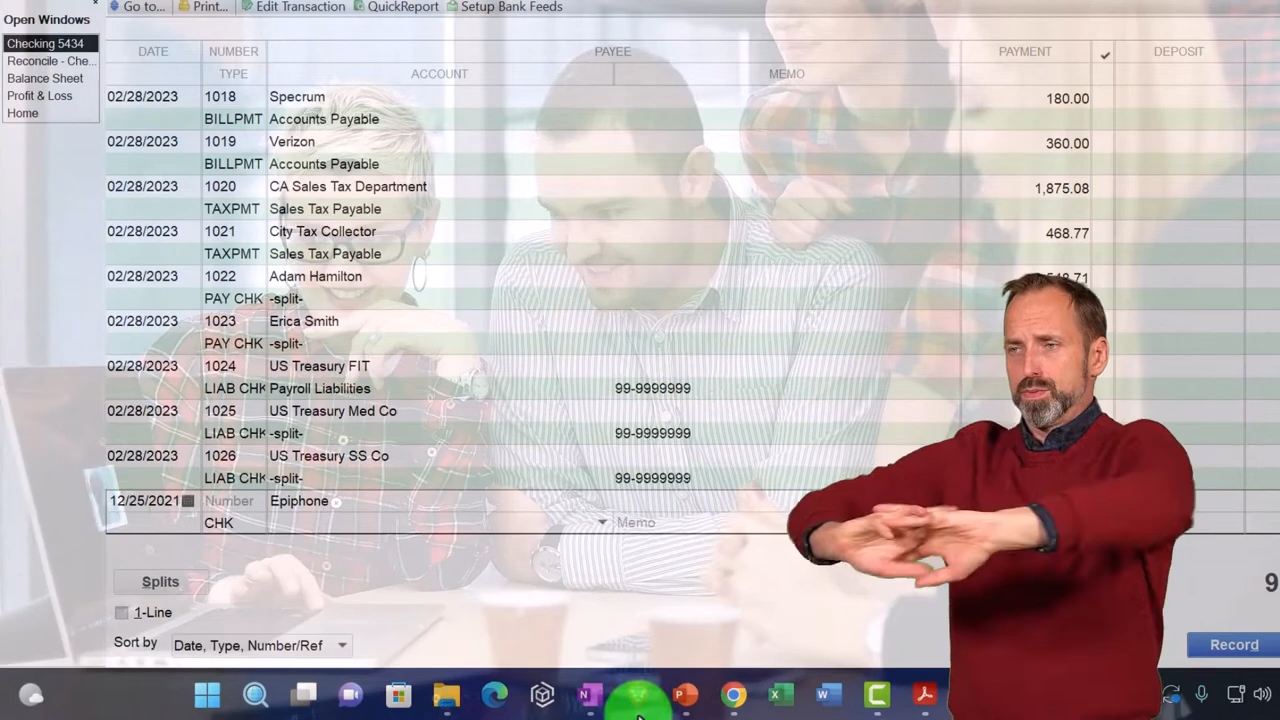 Open Windows
Checking 5434
Reconcile - Che...
Balance Sheet
Profit & Loss
Home
Go to... Print... Edit Transaction QuickReport Setup Bank Feeds
DATE NUMBER PAYEE PAYMENT ✓ DEPOSIT
TYPE ACCOUNT MEMO
02/28/2023 1018 Specrum 180.00
BILLPMT Accounts Payable
02/28/2023 1019 Verizon 360.00
BILLPMT Accounts Payable
02/28/2023 1020 CA Sales Tax Department 1,875.08
TAXPMT Sales Tax Payable
02/28/2023 1021 City Tax Collector 468.77
TAXPMT Sales Tax Payable
02/28/2023 1022 Adam Hamilton
PAY CHK -split-
02/28/2023 1023 Erica Smith
PAY CHK -split-
02/28/2023 1024 US Treasury FIT
LIAB CHK Payroll Liabilities 99-9999999
02/28/2023 1025 US Treasury Med Co
LIAB CHK -split- 99-9999999
02/28/2023 1026 US Treasury SS Co
LIAB CHK -split- 99-9999999
12/25/2021 Number Epiphone
CHK Memo
Splits
9
1-Line
Sort by Date, Type, Number/Ref
Record